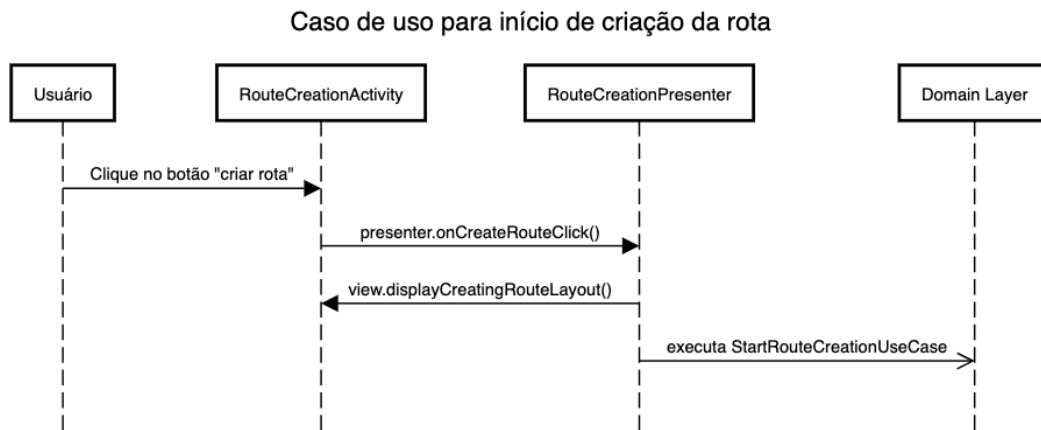 Caso de uso para início de criação da rota
Usuário
RouteCreationActivity
RouteCreationPresenter
Domain Layer
Clique no botão "criar rota"
presenter.onCreateRouteClick()
view.displayCreatingRouteLayout()
executa StartRouteCreationUseCase